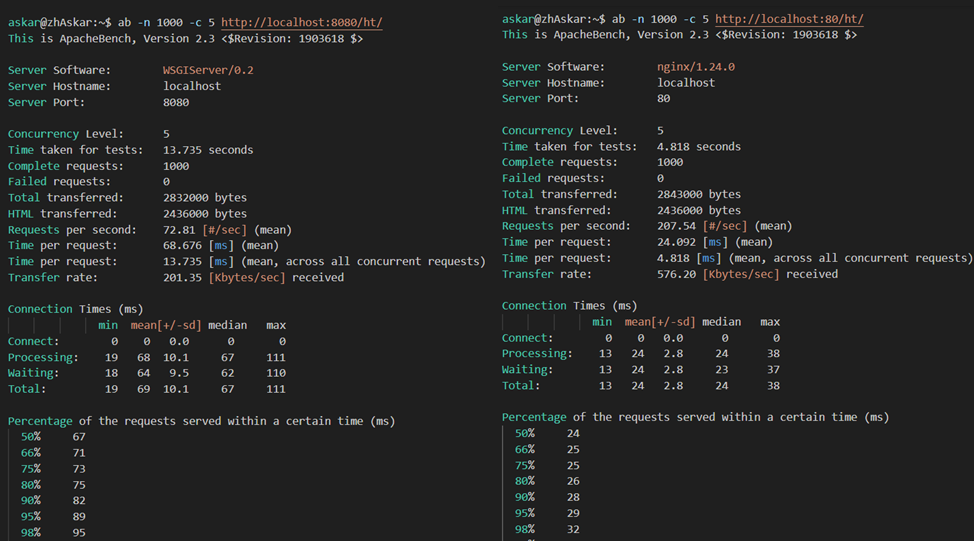 askar@zhAskar:~$ ab -n 1000 -c 5 http://localhost:8080/ht/
This is ApacheBench, Version 2.3 <$Revision: 1903618 $>
Server Software: WSGIServer/0.2
Server Hostname: localhost
Server Port: 8080
Concurrency Level: 5
Time taken for tests: 13.735 seconds
Complete requests: 1000
Failed requests: 0
Total transferred: 2832000 bytes
HTML transferred: 2436000 bytes
Requests per second: 72.81 [#/sec] (mean)
Time per request: 68.676 [ms] (mean)
Time per request: 13.735 [ms] (mean, across all concurrent requests)
Transfer rate: 201.35 [Kbytes/sec] received
Connection Times (ms)
min mean[+/-sd] median max
Connect: 0 0 0.0 0 0
Processing: 19 68 10.1 67 111
Waiting: 18 64 9.5 62 110
Total: 19 69 10.1 67 111
Percentage of the requests served within a certain time (ms)
50% 67
66% 71
75% 73
80% 75
90% 82
95% 89
98% 95
askar@zhAskar:~$ ab -n 1000 -c 5 http://localhost:80/ht/
This is ApacheBench, Version 2.3 <$Revision: 1903618 $>
Server Software: nginx/1.24.0
Server Hostname: localhost
Server Port: 80
Concurrency Level: 5
Time taken for tests: 4.818 seconds
Complete requests: 1000
Failed requests: 0
Total transferred: 2843000 bytes
HTML transferred: 2436000 bytes
Requests per second: 207.54 [#/sec] (mean)
Time per request: 24.092 [ms] (mean)
Time per request: 4.818 [ms] (mean, across all concurrent requests)
Transfer rate: 576.20 [Kbytes/sec] received
Connection Times (ms)
min mean[+/-sd] median max
Connect: 0 0 0.0 0 0
Processing: 13 24 2.8 24 38
Waiting: 13 24 2.8 23 37
Total: 13 24 2.8 24 38
Percentage of the requests served within a certain time (ms)
50% 24
66% 25
75% 25
80% 26
90% 28
95% 29
98% 32